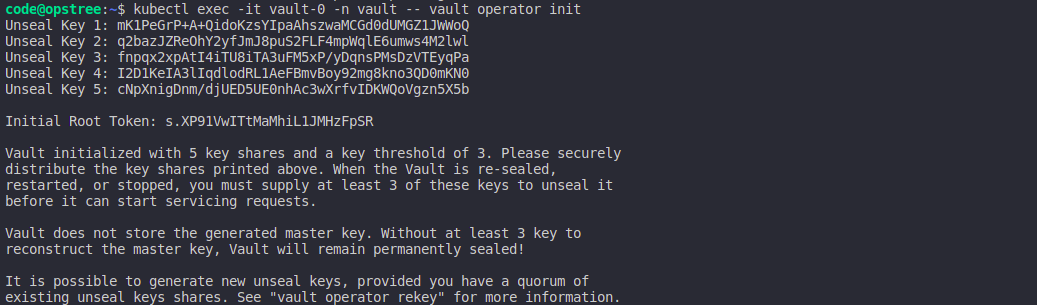 code@opstree:~$ kubectl exec -it vault-0 -n vault -- vault operator init
Unseal Key 1: mK1PeGrP+A+QidoKzsYIpaAhszwaMCGd0dUMGZ1JWWoQ
Unseal Key 2: q2bazJZReOhY2yfJmJ8puS2FLF4mpWqlE6umws4M2lwl
Unseal Key 3: fnpqx2xpAtI4iTU8iTA3uFM5xP/yDqnsPMsDzVTEyqPa
Unseal Key 4: I2D1KeIA3lIqdlodRL1AeFBmvBoy92mg8kno3QD0mKN0
Unseal Key 5: cNpXnigDnm/djUED5UE0nhAc3wXrfvIDKWQoVgzn5X5b
Initial Root Token: s.XP91VwITtMaMhiL1JMHzFpSR
Vault initialized with 5 key shares and a key threshold of 3. Please securely
distribute the key shares printed above. When the Vault is re-sealed,
restarted, or stopped, you must supply at least 3 of these keys to unseal it
before it can start servicing requests.
Vault does not store the generated master key. Without at least 3 key to
reconstruct the master key, Vault will remain permanently sealed!
It is possible to generate new unseal keys, provided you have a quorum of
existing unseal keys shares. See "vault operator rekey" for more information.